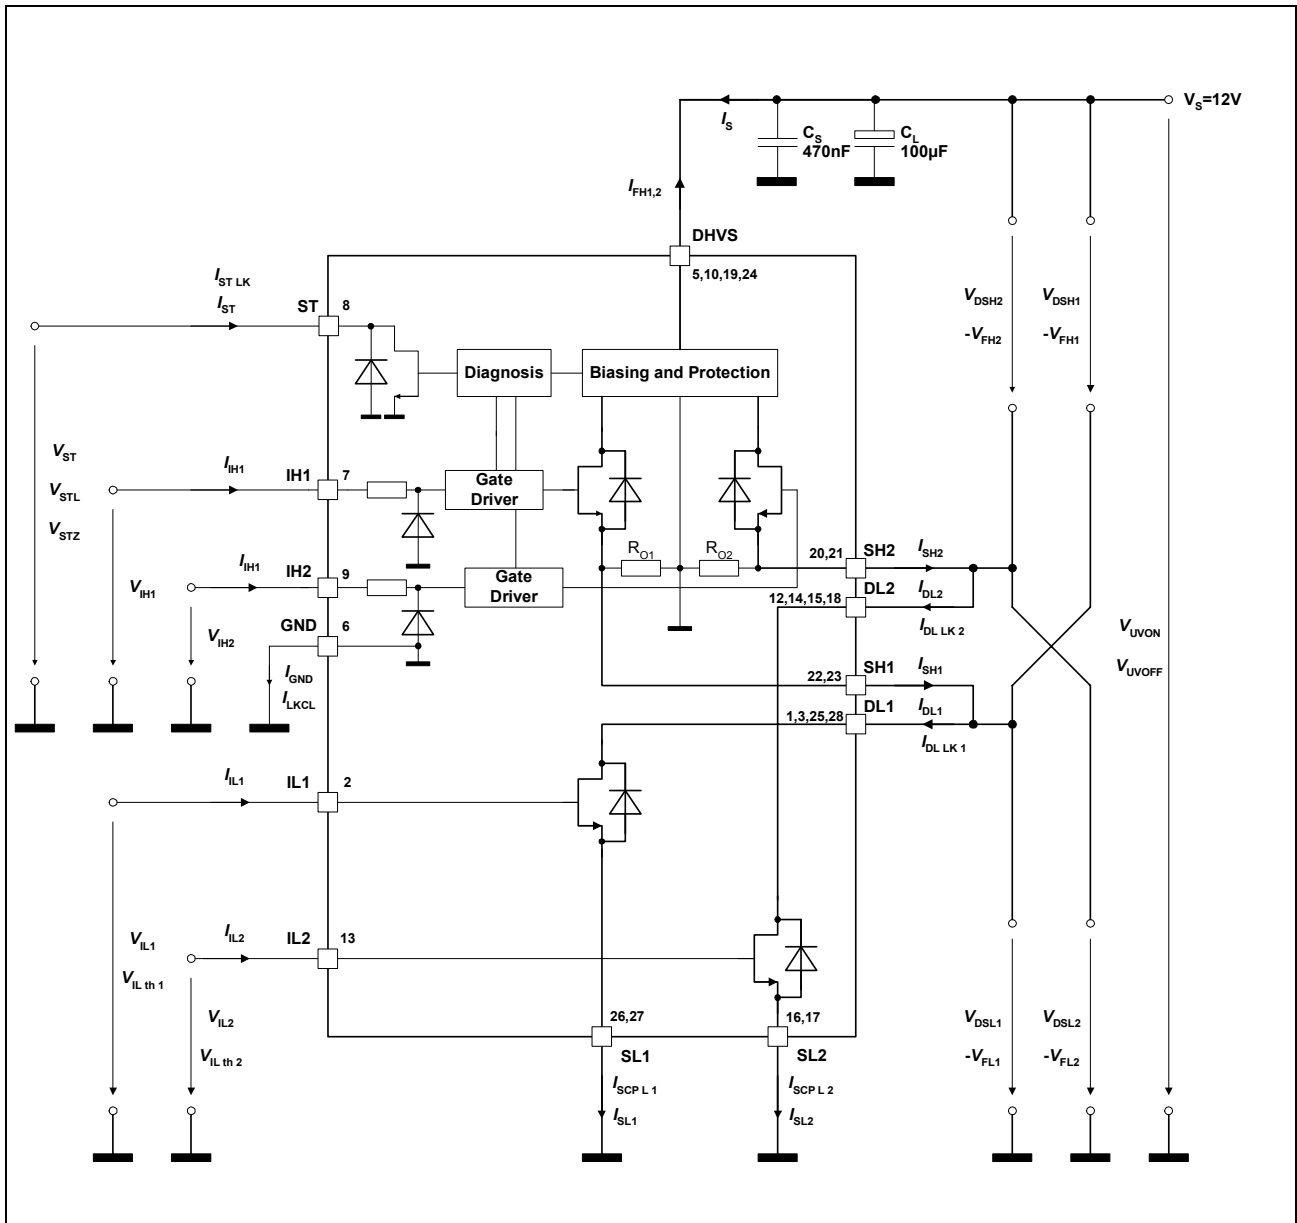 V_S=12V
I_S
C_S
470nF
C_L
100µF
I_FH1,2
DHVS
5,10,19,24
I_ST LK
I_ST
ST
8
V_DSH2
-V_FH2
V_DSH1
-V_FH1
Diagnosis
Biasing and Protection
V_ST
V_STL
V_STZ
I_IH1
IH1
7
Gate
Driver
R_O1
R_O2
20,21
SH2
I_SH2
V_IH1
I_IH1
IH2
9
Gate
Driver
12,14,15,18
DL2
I_DL2
I_DL LK 2
V_IH2
GND
6
I_GND
I_LKCL
V_UVON
V_UVOFF
22,23
SH1
I_SH1
1,3,25,28
DL1
I_DL1
I_DL LK 1
I_IL1
IL1
2
V_IL1
V_IL th 1
I_IL2
IL2
13
V_IL2
V_IL th 2
26,27
SL1
16,17
SL2
I_SCP L 1
I_SL1
I_SCP L 2
I_SL2
V_DSL1
-V_FL1
V_DSL2
-V_FL2